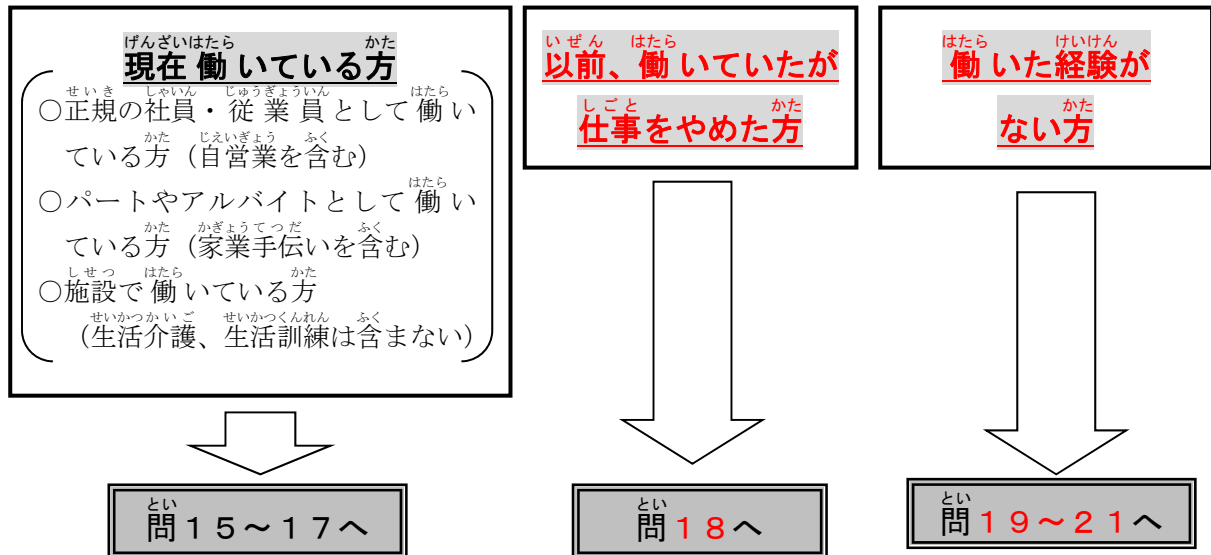 げんざいはたら かた
現在働いている方
せいき しゃいん じゅうぎょういん はたら
○正規の社員・従業員として働い
かた じえいぎょう ふく
ている方（自営業を含む）
はたら
○パートやアルバイトとして働い
かた かぎょうてつだ ふく
ている方（家業手伝いを含む）
しせつ はたら かた
○施設で働いている方
せいかつかいご せいかつくんれん ふく
（生活介護、生活訓練は含まない）
とい
問１５～１７へ
いぜん はたら
以前、働いていたが
しごと かた
仕事をやめた方
とい
問１８へ
はたら けいけん
働いた経験が
かた
ない方
とい
問１９～２１へ